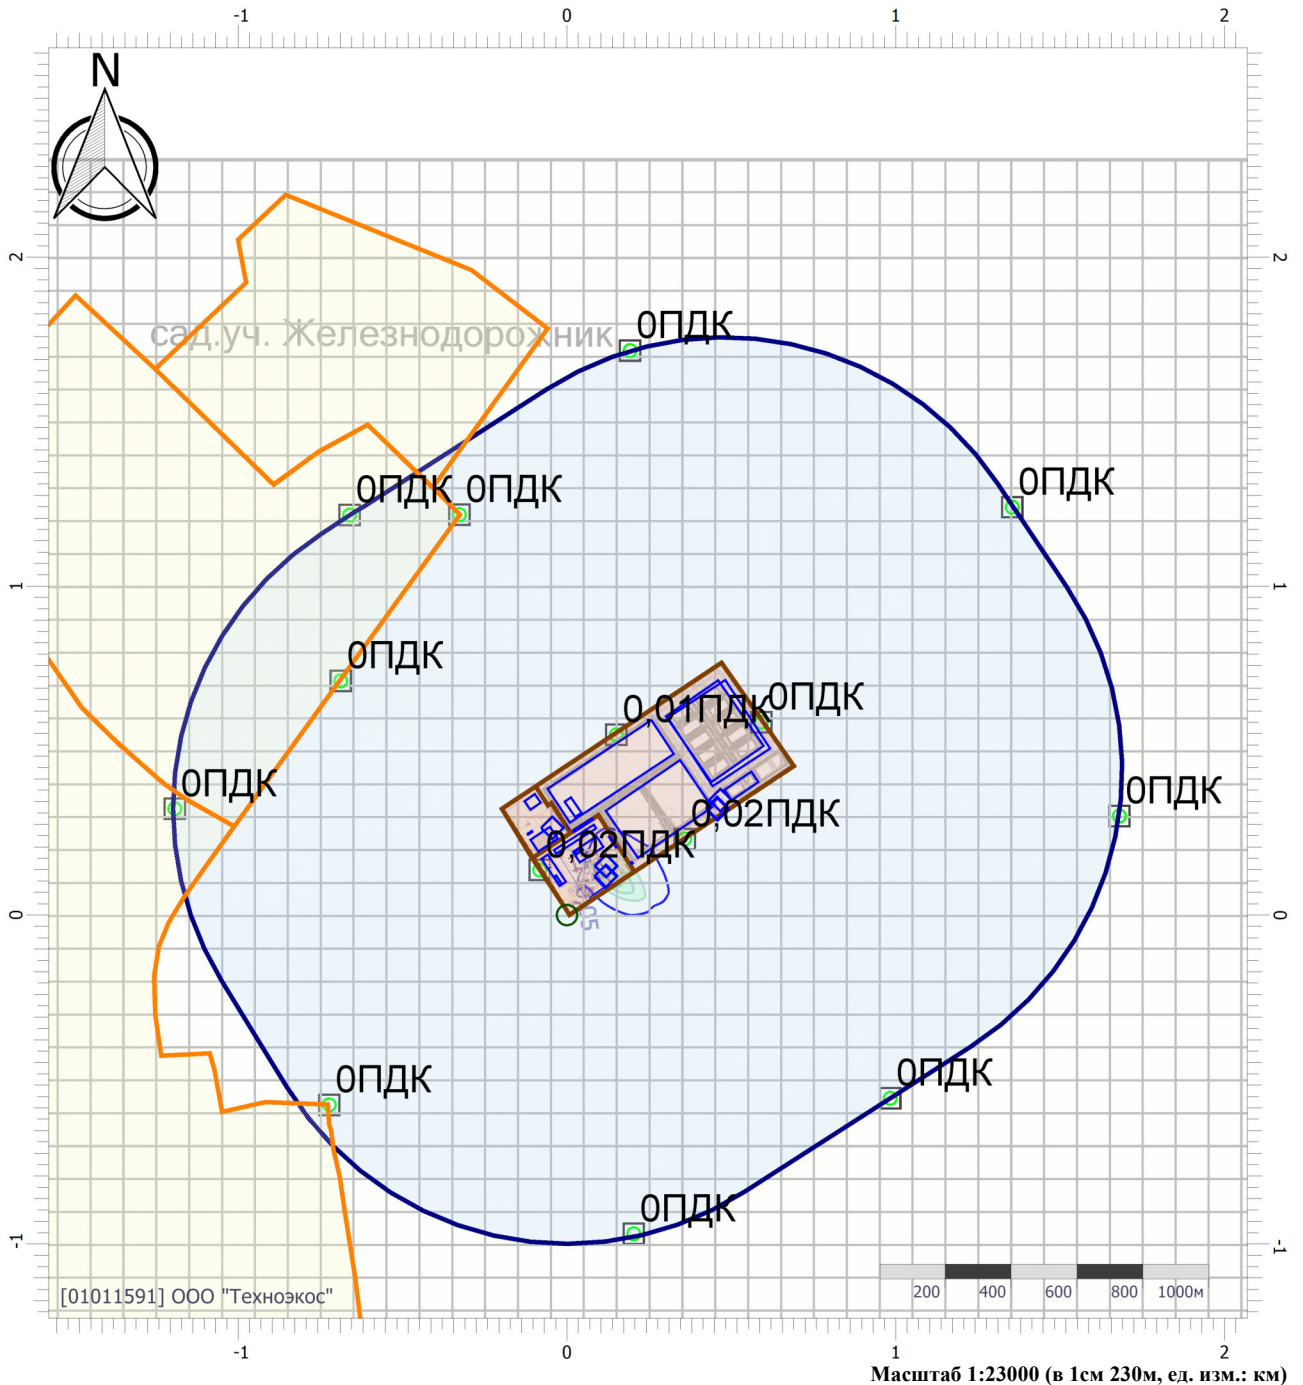 -1 0 1 2
N
2 2
сад.уч. Железнодорожник
0ПДК
0ПДК 0ПДК 0ПДК
1 1
0ПДК
0,01ПДК 0ПДК
0ПДК 0ПДК
0,02ПДК
0,02ПДК
0 0
0ПДК 0ПДК
0ПДК
-1 -1
200 400 600 800 1000м
[01011591] ООО "Техноэкос"
-1 0 1 2
Масштаб 1:23000 (в 1см 230м, ед. изм.: км)